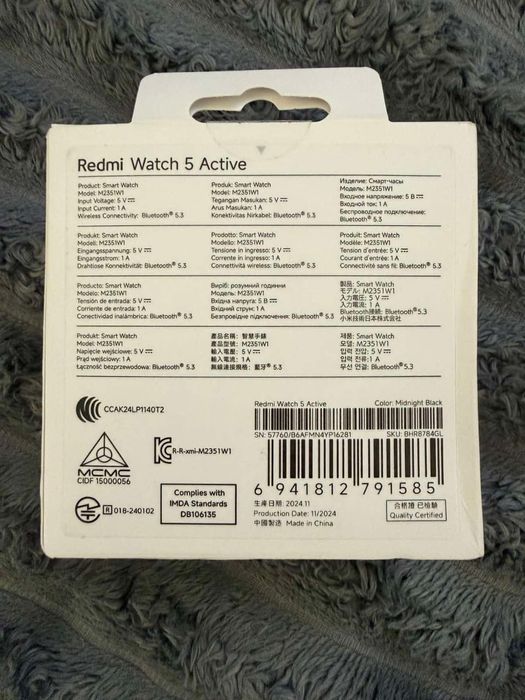 Redmi Watch 5 Active
Product: Smart Watch
Model: M2351W1
Input Voltage: 5 V⎓
Input Current: 1 A
Wireless Connectivity: Bluetooth® 5.3
Produk: Smart Watch
Model: M2351W1
Tegangan Masukan: 5 V⎓
Arus Masukan: 1 A
Konektivitas Nirkabel: Bluetooth® 5.3
Изделие: Смарт-часы
Модель: M2351W1
Входное напряжение: 5 В⎓
Входной ток: 1 A
Беспроводное подключение:
Bluetooth® 5.3
Produkt: Smart Watch
Modell: M2351W1
Eingangsspannung: 5 V⎓
Eingangsstrom: 1 A
Drahtlose Konnektivität: Bluetooth® 5.3
Prodotto: Smart Watch
Modello: M2351W1
Tensione in ingresso: 5 V⎓
Corrente in ingresso: 1 A
Connettività wireless: Bluetooth® 5.3
Produit: Smart Watch
Modèle: M2351W1
Tension d'entrée: 5 V⎓
Courant d'entrée: 1 A
Connectivité sans fil: Bluetooth® 5.3
Producto: Smart Watch
Modelo: M2351W1
Tensión de entrada: 5 V⎓
Corriente de entrada: 1 A
Conectividad inalámbrica: Bluetooth® 5.3
Виріб: розумний годинник
Модель: M2351W1
Вхідна напруга: 5 В⎓
Вхідний струм: 1 A
Безпроводове підключення: Bluetooth® 5.3
製品: Smart Watch
モデル: M2351W1
入力電圧: 5 V⎓
入力電流: 1 A
Bluetooth接続: Bluetooth® 5.3
小米技術日本株式会社
Produkt: Smart Watch
Model: M2351W1
Napięcie wejściowe: 5 V⎓
Prąd wejściowy: 1 A
Łączność bezprzewodowa: Bluetooth® 5.3
產品名稱: 智慧手錶
產品型號: M2351W1
輸入電壓: 5 V⎓
輸入電流: 1 A
無線連接規格: 藍牙® 5.3
제품: Smart Watch
모델: M2351W1
입력 전압: 5 V⎓
입력 전류: 1 A
무선 연결: Bluetooth® 5.3
CCAK24LP1140T2
MCMC
CIDF 15000056
R-R-xmi-M2351W1
R 018-240102
Complies with
IMDA Standards
DB106135
Redmi Watch 5 Active
Color: Midnight Black
SN: 57760/B6AFMN4YP16281
SKU: BHR8784GL
6 941812 791585
生產日期: 2024.11
Production Date: 11/2024
中國製造 Made in China
合格證 已檢驗
Quality Certified